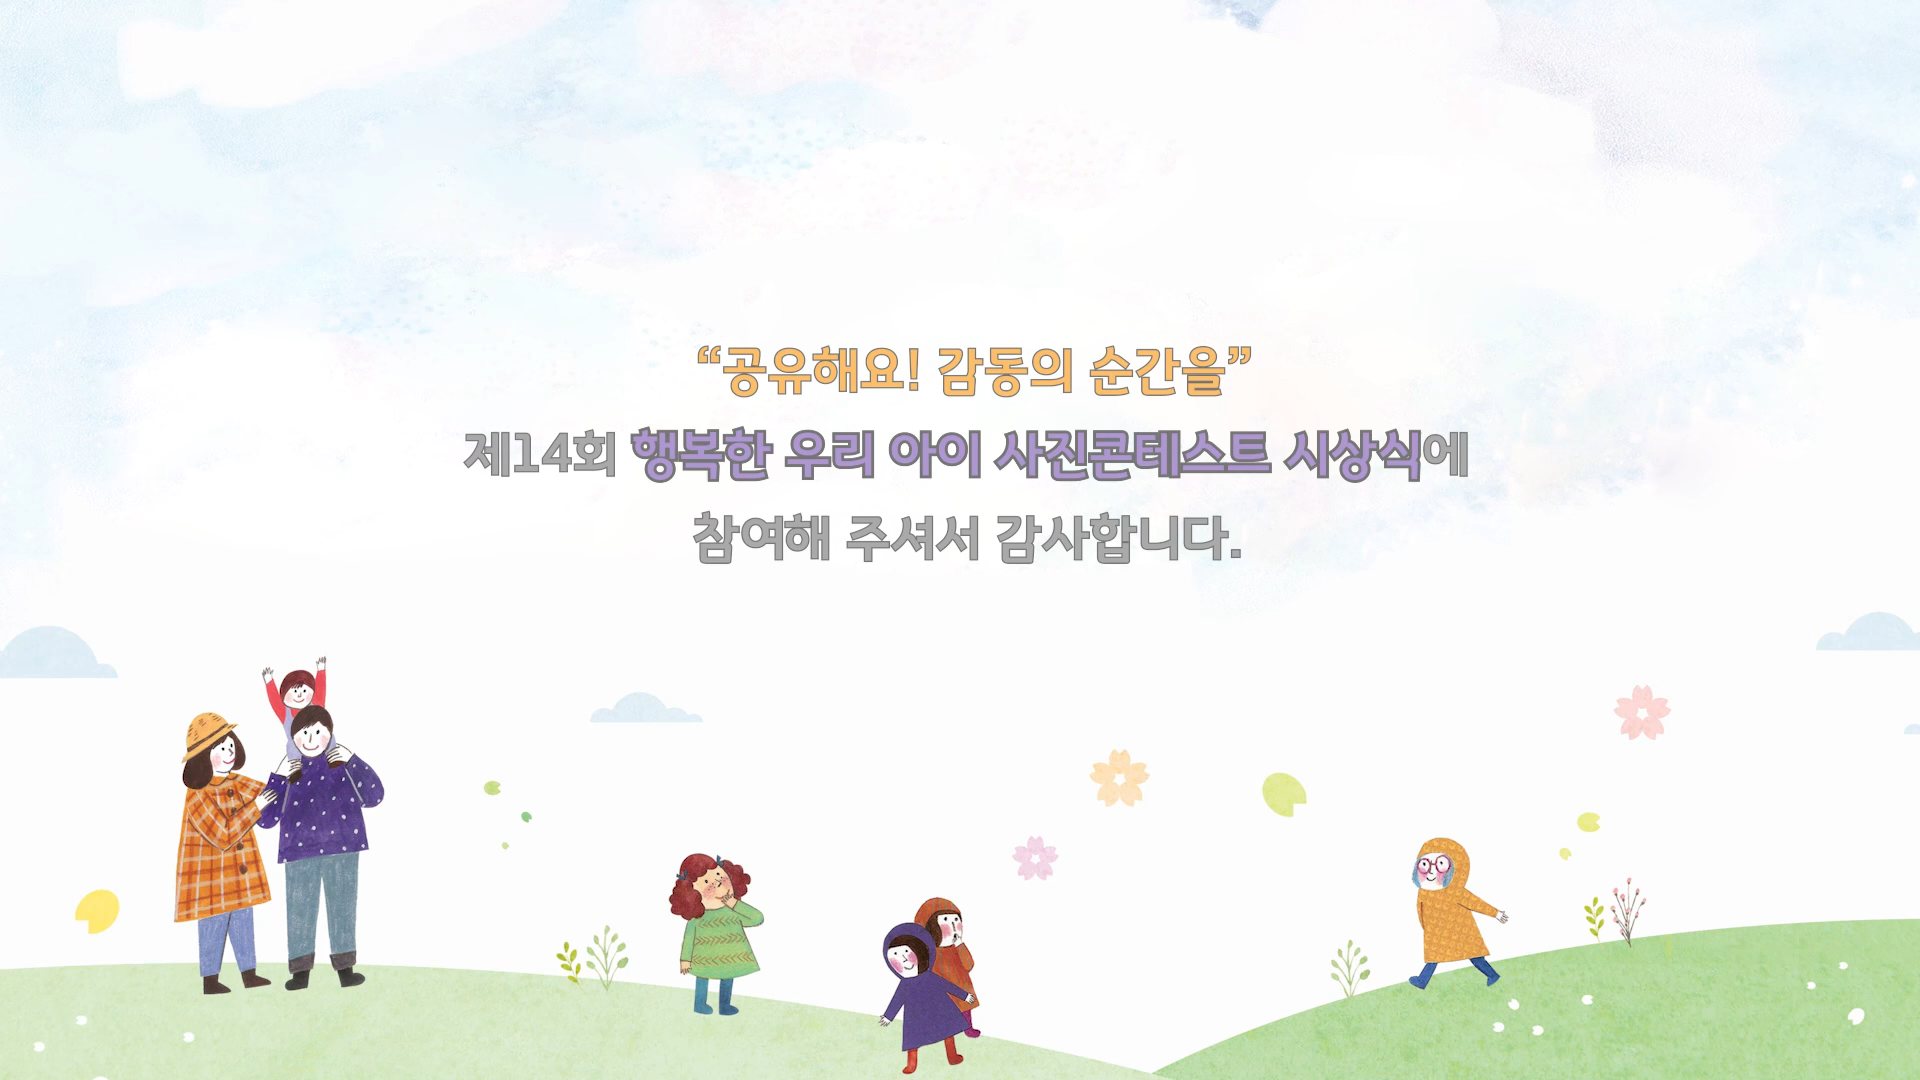 “공유해요! 감동의 순간을”
제14회 행복한 우리 아이 사진콘테스트 시상식에
참여해 주셔서 감사합니다.